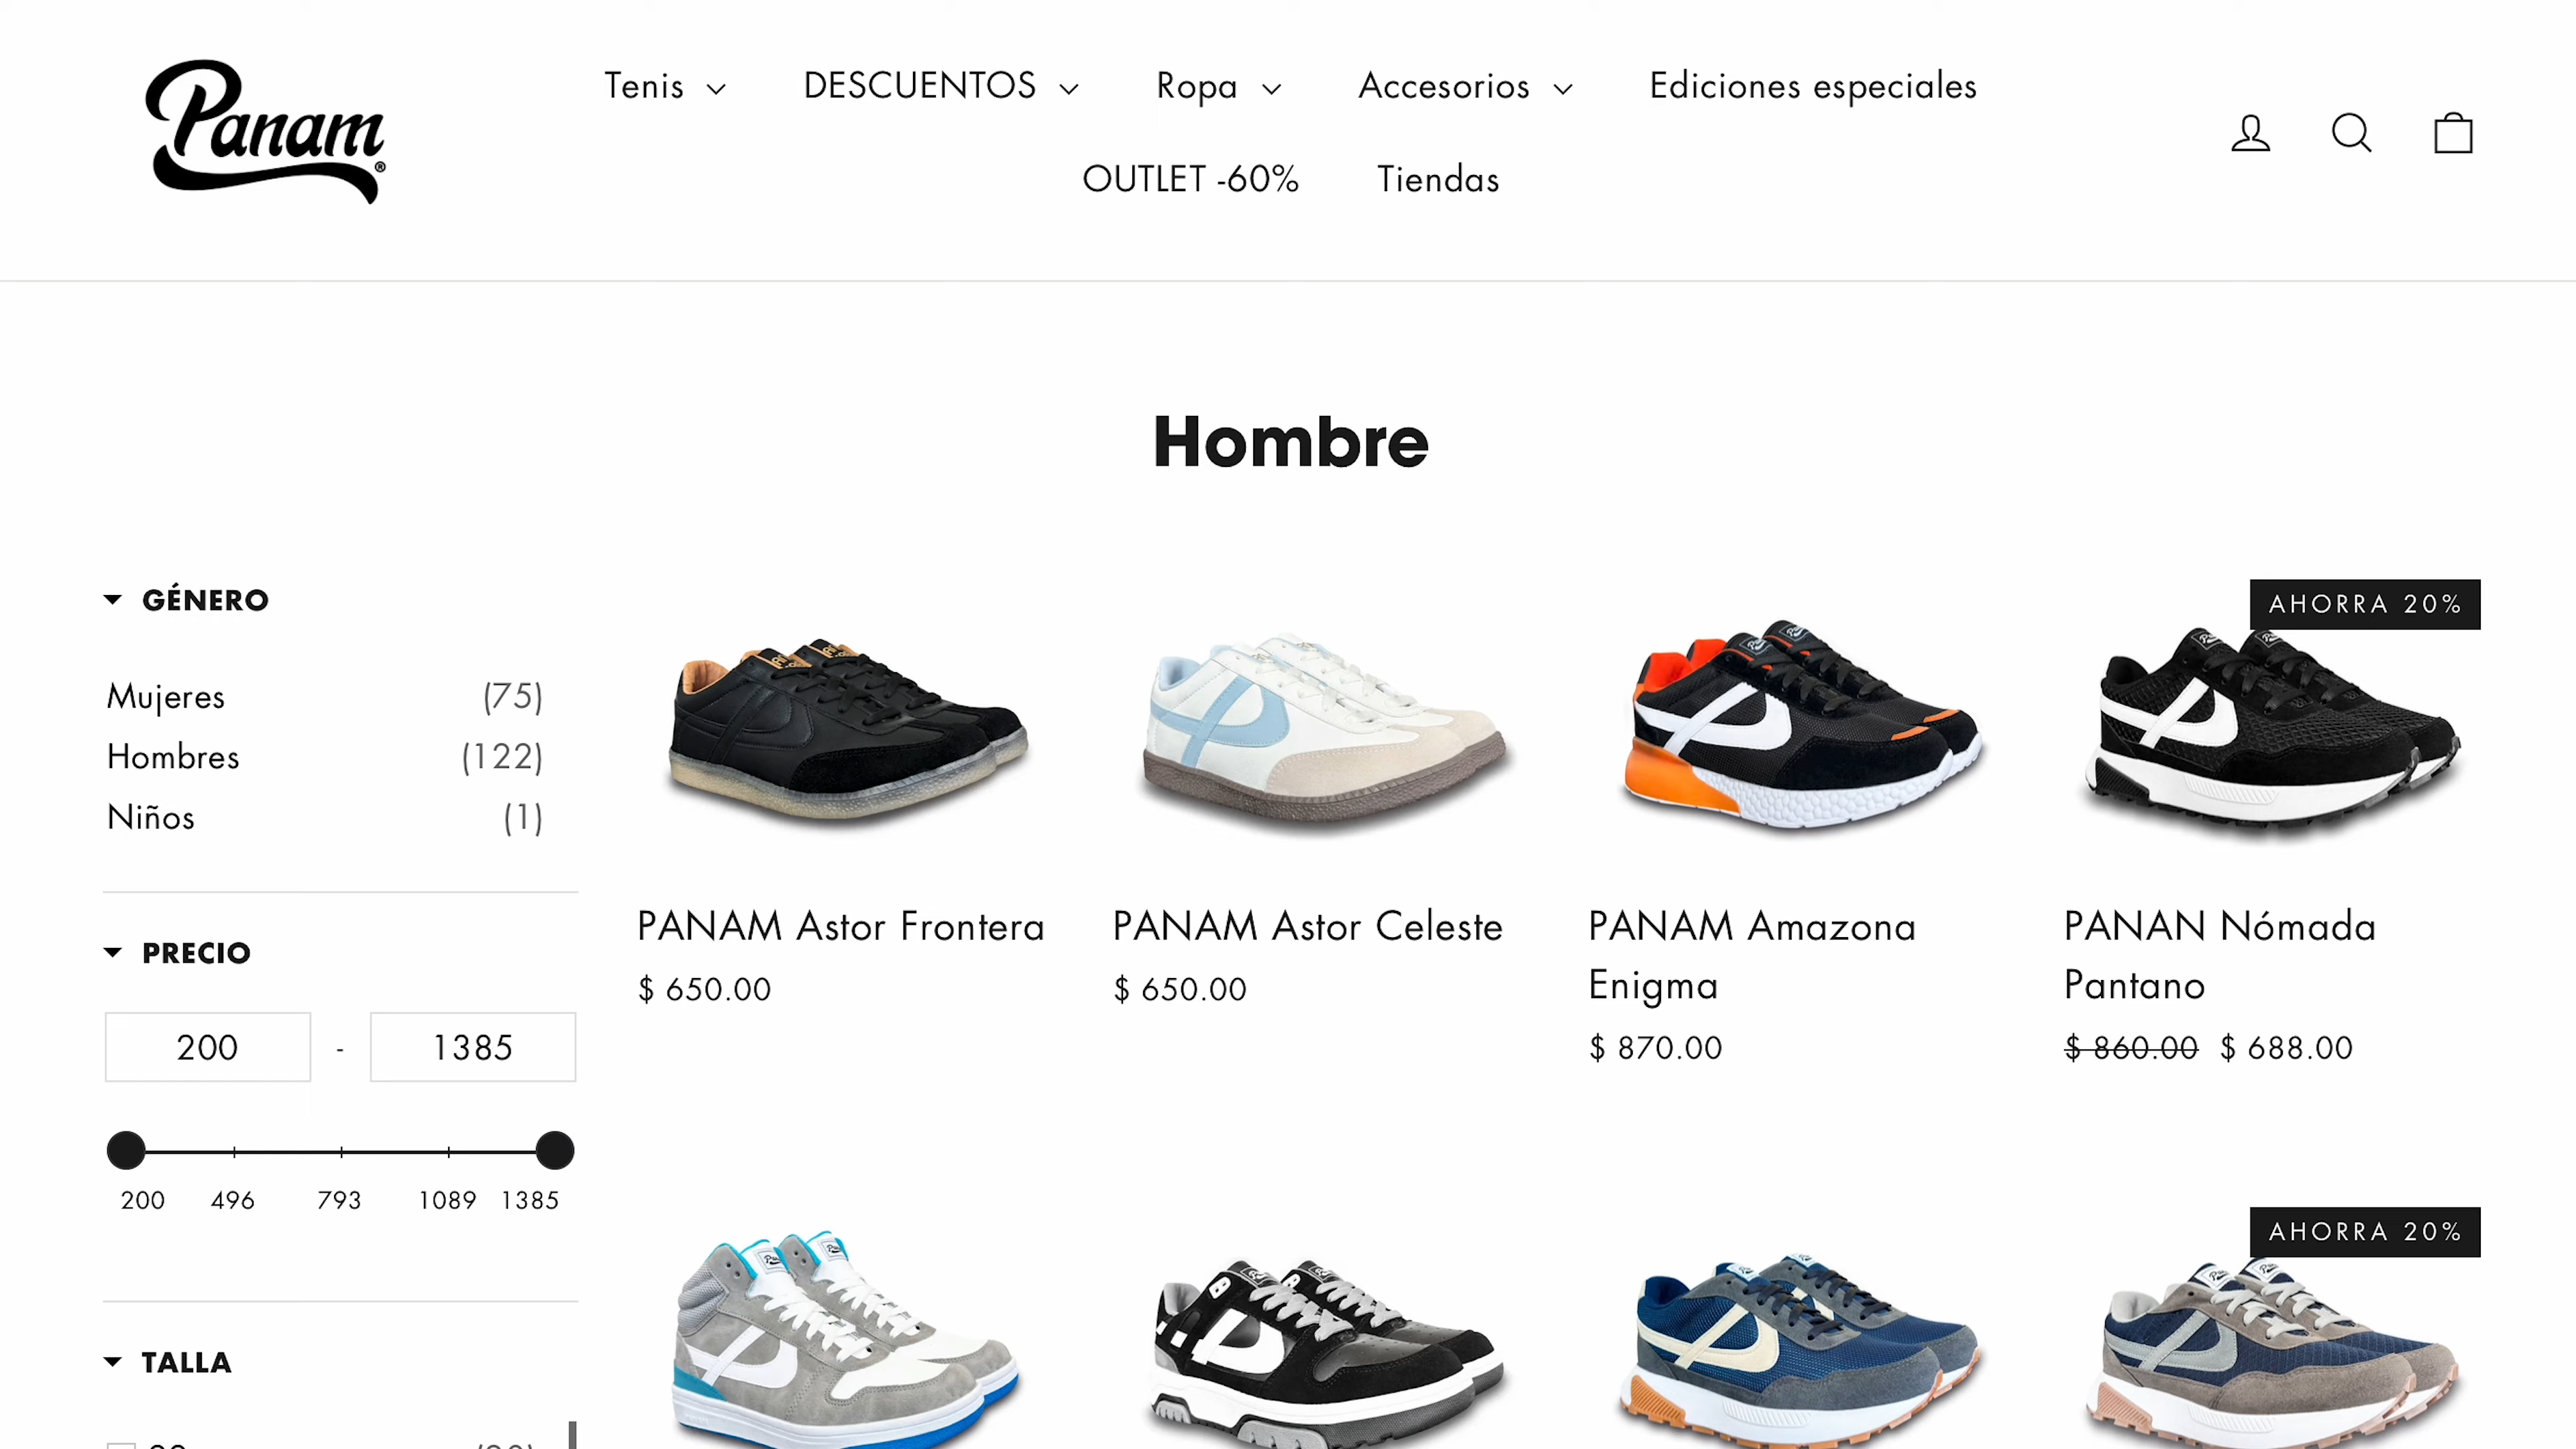 Panam®
Tenis
DESCUENTOS
Ropa
Accesorios
Ediciones especiales
OUTLET -60%
Tiendas
Hombre
GÉNERO
Mujeres (75)
Hombres (122)
Niños (1)
PRECIO
200 - 1385
200 496 793 1089 1385
TALLA
PANAM Astor Frontera
$ 650.00
PANAM Astor Celeste
$ 650.00
PANAM Amazona
Enigma
$ 870.00
AHORRA 20%
PANAN Nómada
Pantano
$ 860.00 $ 688.00
AHORRA 20%